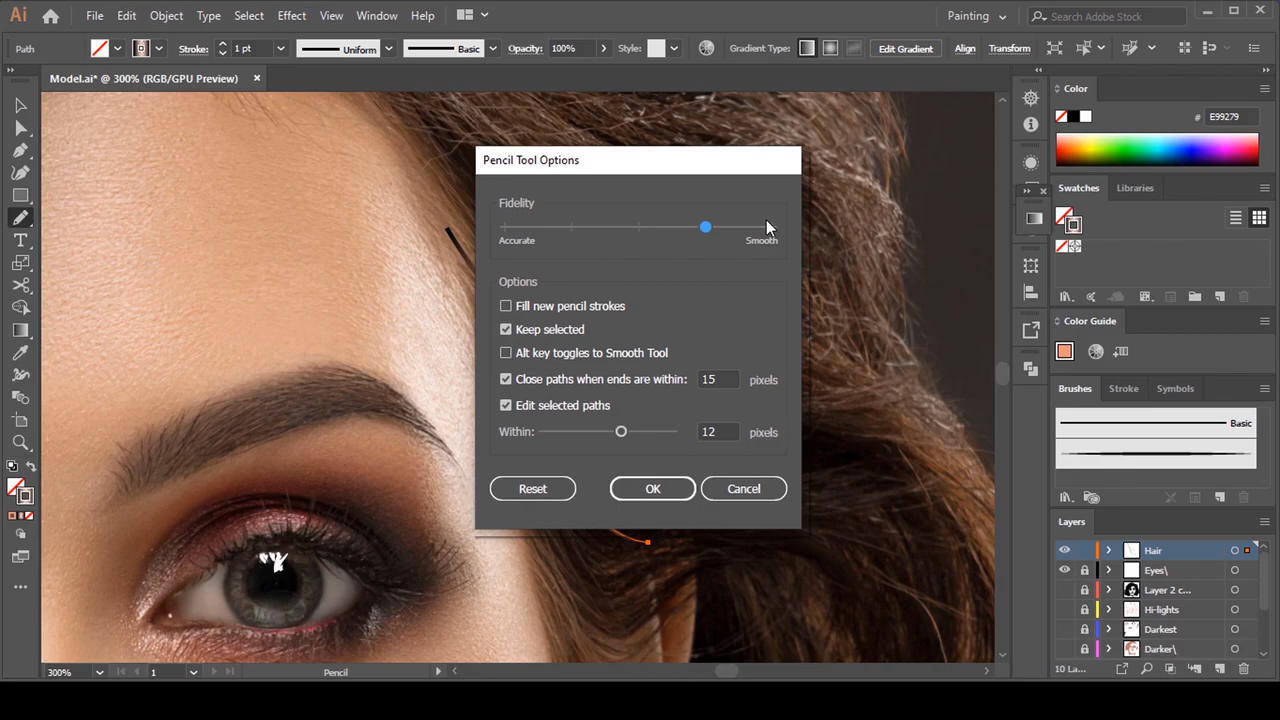 Ai File Edit Object Type Select Effect View Window Help Painting Search Adobe Stock
Path Stroke: 1 pt Uniform Basic Opacity: 100% Style: Gradient Type: Edit Gradient Align Transform
Model.ai* @ 300% (RGB/GPU Preview)
Color
# E99279
Pencil Tool Options
Fidelity
Accurate Smooth
Options
Fill new pencil strokes
Keep selected
Alt key toggles to Smooth Tool
Close paths when ends are within: 15 pixels
Edit selected paths
Within: 12 pixels
Reset OK Cancel
Swatches Libraries
Color Guide
Brushes Stroke Symbols
Basic
Layers
Hair
Eyes\
Layer 2 c...
Hi-lights
Darkest
Darker\
10 La...
300% 1 Pencil